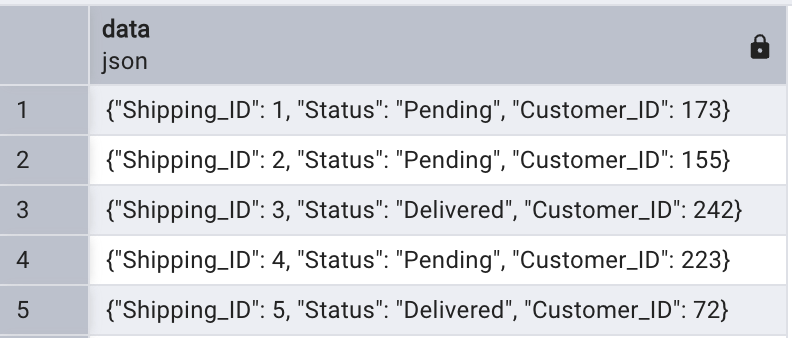 data
json
1 {"Shipping_ID": 1, "Status": "Pending", "Customer_ID": 173}
2 {"Shipping_ID": 2, "Status": "Pending", "Customer_ID": 155}
3 {"Shipping_ID": 3, "Status": "Delivered", "Customer_ID": 242}
4 {"Shipping_ID": 4, "Status": "Pending", "Customer_ID": 223}
5 {"Shipping_ID": 5, "Status": "Delivered", "Customer_ID": 72}